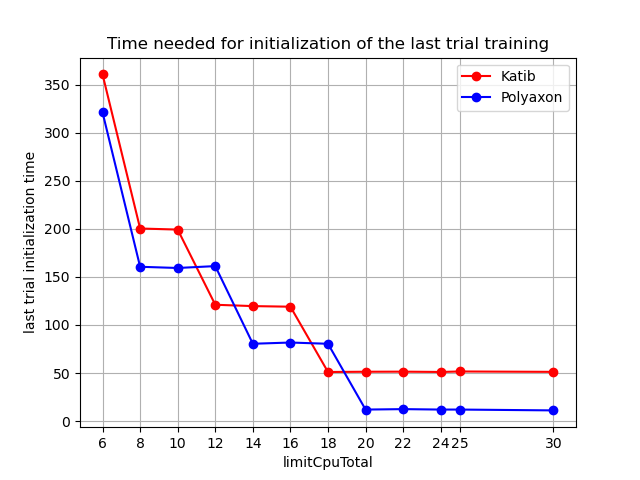 Time needed for initialization of the last trial training
Katib
Polyaxon
last trial initialization time
350
300
250
200
150
100
50
0
6 8 10 12 14 16 18 20 22 24 25 30
limitCpuTotal